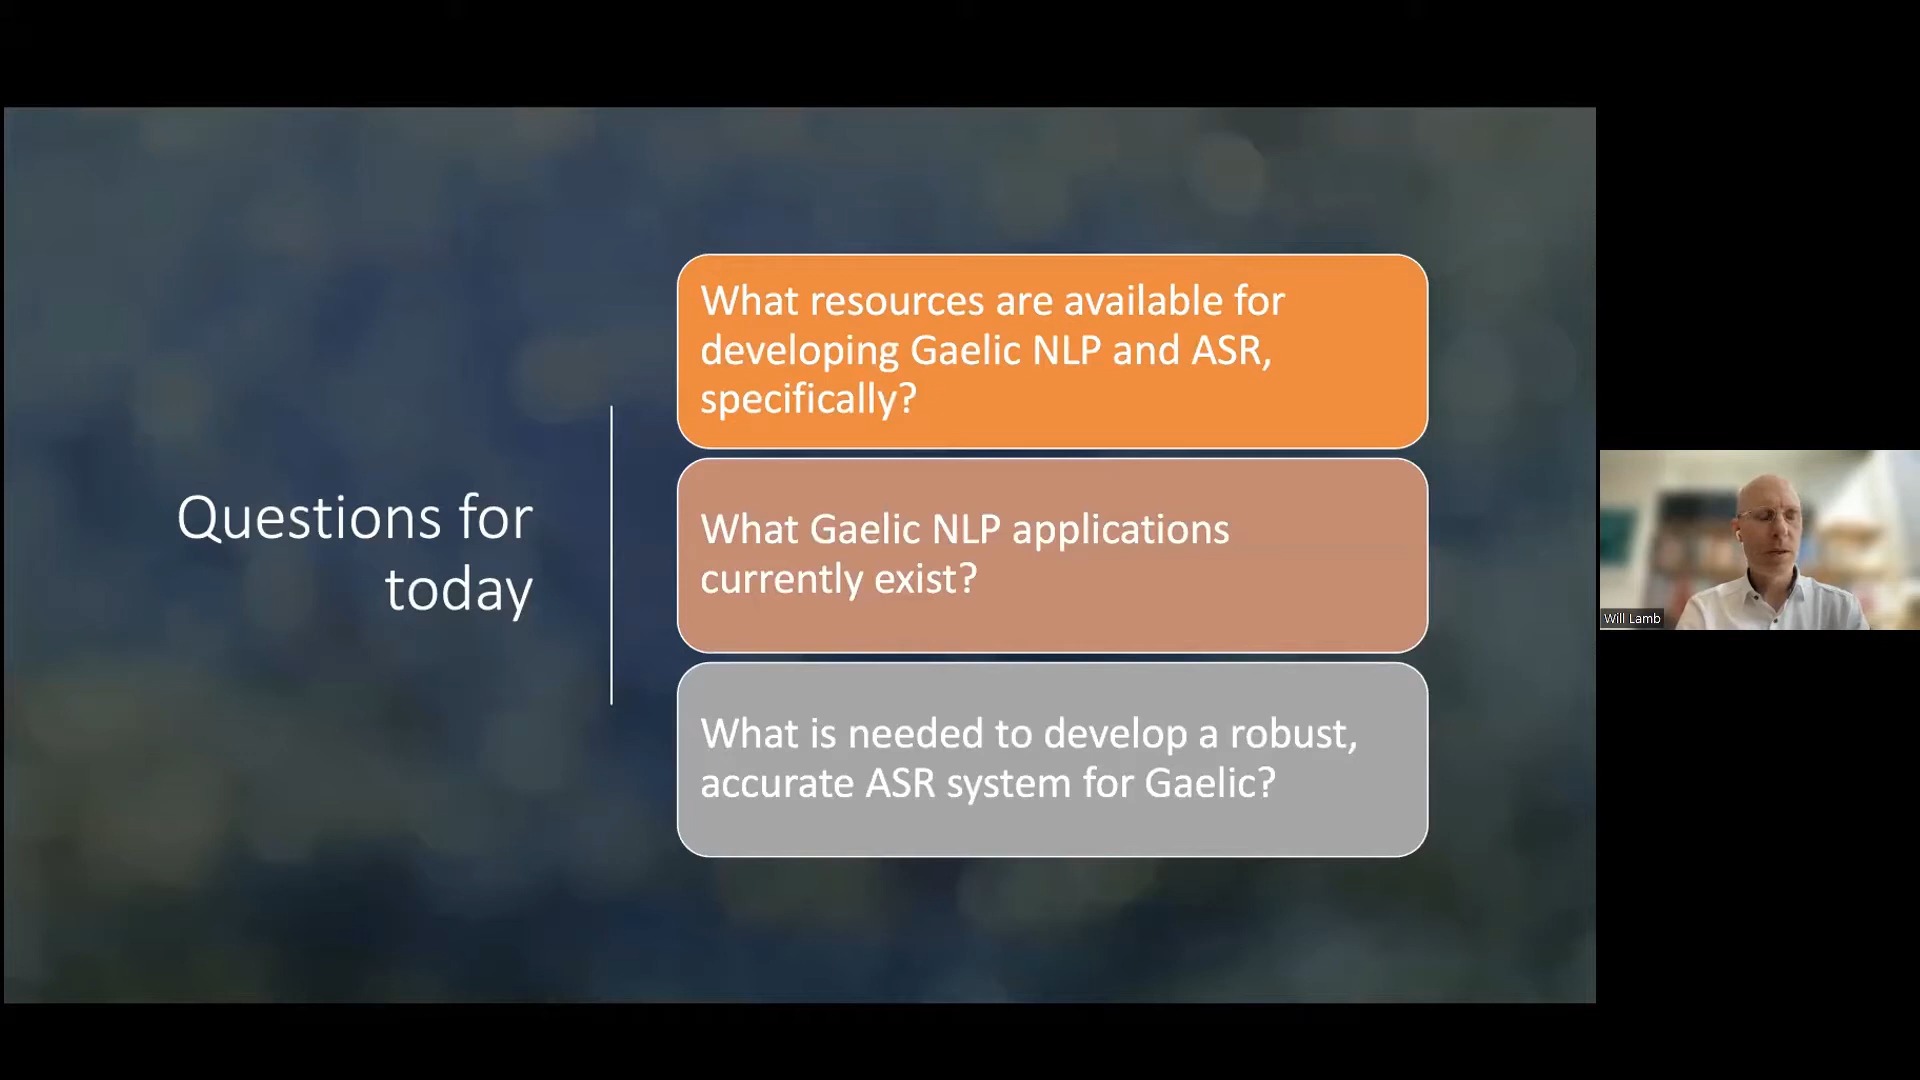 Questions for
today
What resources are available for
developing Gaelic NLP and ASR,
specifically?
What Gaelic NLP applications
currently exist?
What is needed to develop a robust,
accurate ASR system for Gaelic?
Will Lamb